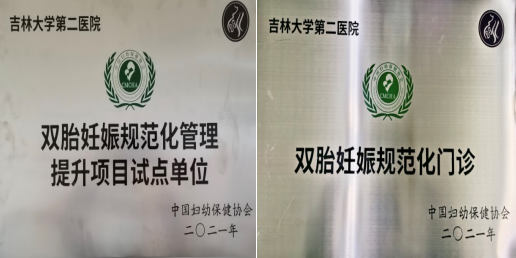 吉林大学第二医院
CMCHA
双胎妊娠规范化管理
提升项目试点单位
中国妇幼保健协会
二〇二一年
吉林大学第二医院
CMCHA
双胎妊娠规范化门诊
中国妇幼保健协会
二〇二一年